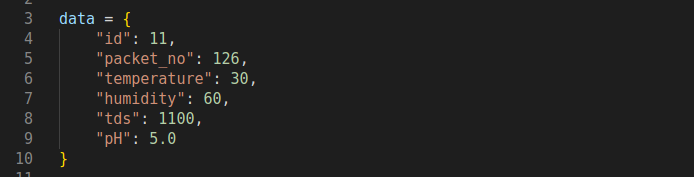 3 data = {
4 "id": 11,
5 "packet_no": 126,
6 "temperature": 30,
7 "humidity": 60,
8 "tds": 1100,
9 "pH": 5.0
10 }
11